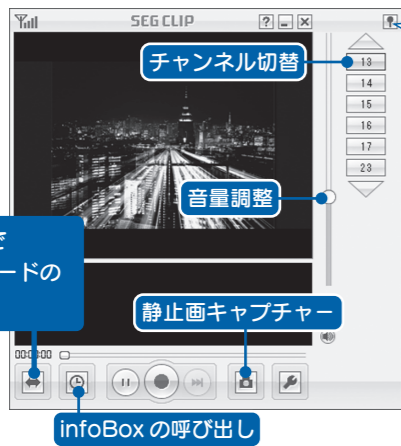 SEG CLIP
チャンネル切替
13
14
15
16
17
23
音量調整
ードの
静止画キャプチャー
00:00:00
infoBox の呼び出し